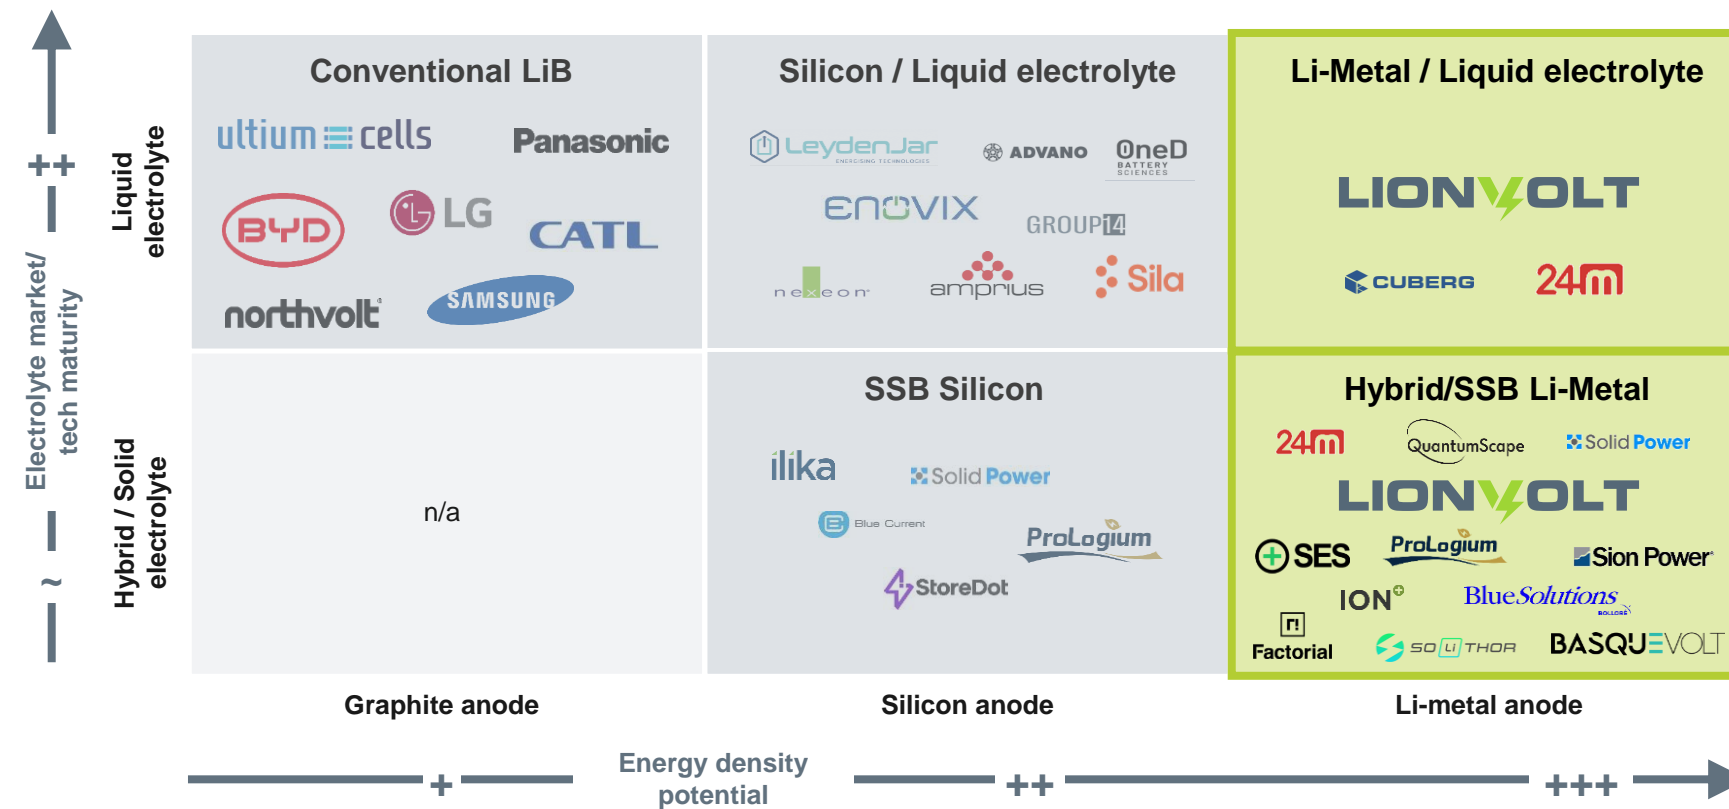 Conventional LiB
ultium cells
Panasonic
BYD
LG
CATL
northvolt
SAMSUNG
Silicon / Liquid electrolyte
LeydenJar
ENERGISING TECHNOLOGIES
ADVANO
OneD
BATTERY
SCIENCES
ENOVIX
GROUP14
nexeon
amprius
Sila
Li-Metal / Liquid electrolyte
LIONVOLT
CUBERG
24m
n/a
SSB Silicon
ilika
Solid Power
Blue Current
ProLogium
StoreDot
Hybrid/SSB Li-Metal
24m
QuantumScape
Solid Power
LIONVOLT
SES
ProLogium
Sion Power
ION
BlueSolutions
BOLLORÉ
Factorial
SOLITHOR
BASQUEVOLT
++
~
Electrolyte market/
tech maturity
Liquid
electrolyte
Hybrid / Solid
electrolyte
Graphite anode
Silicon anode
Li-metal anode
+
Energy density
potential
++
+++